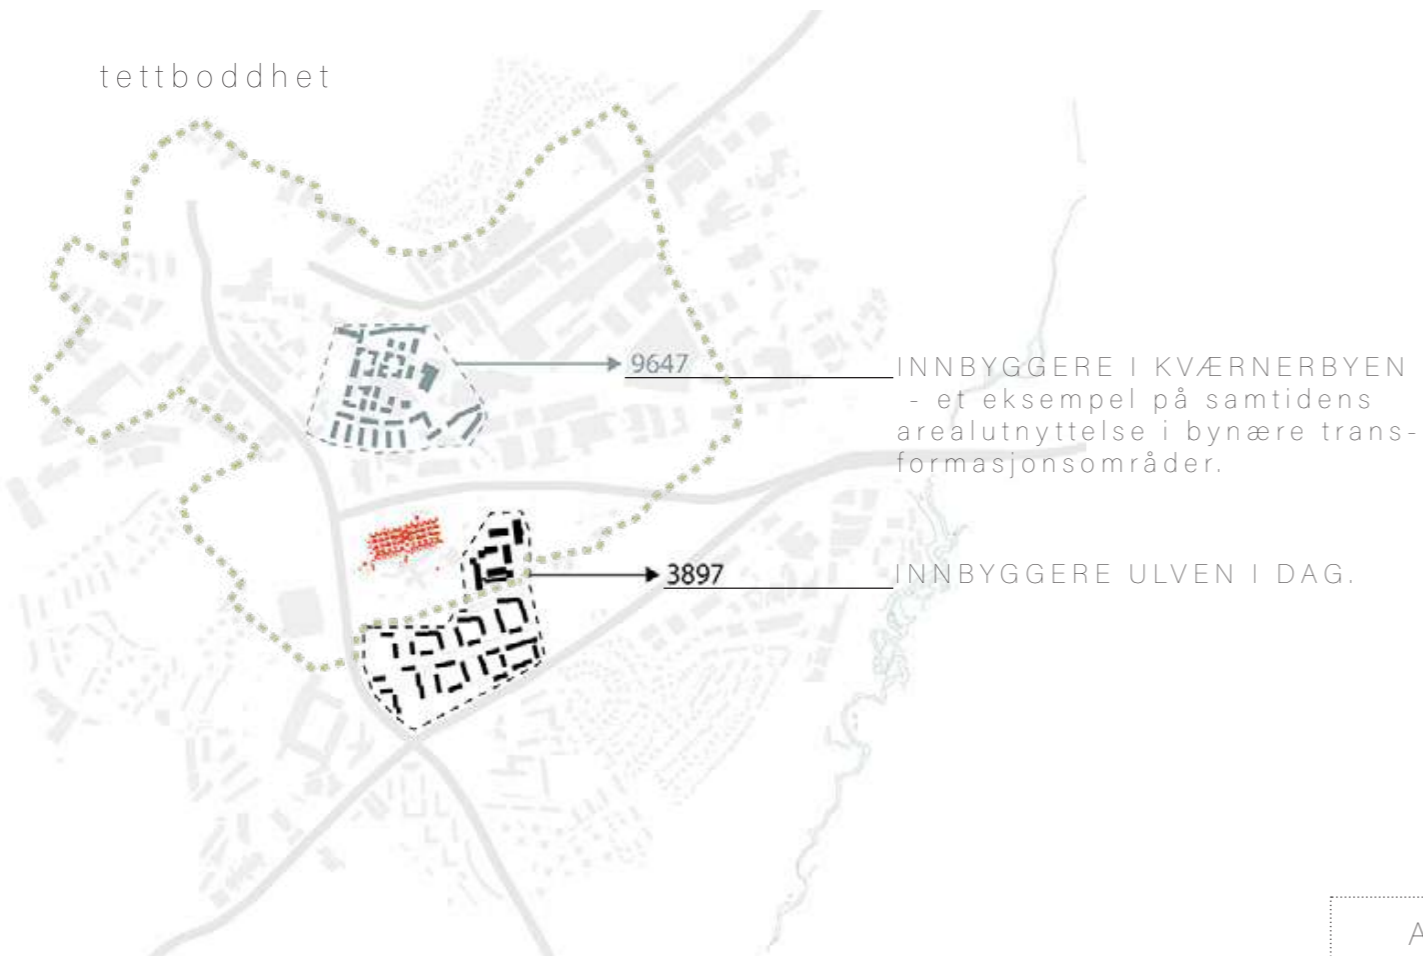 tettboddhet
9647
INNBYGGERE I KVÆRNERBYEN
- et eksempel på samtidens
arealutnyttelse i bynære trans-
formasjonsområder.
3897
INNBYGGERE ULVEN I DAG.
A